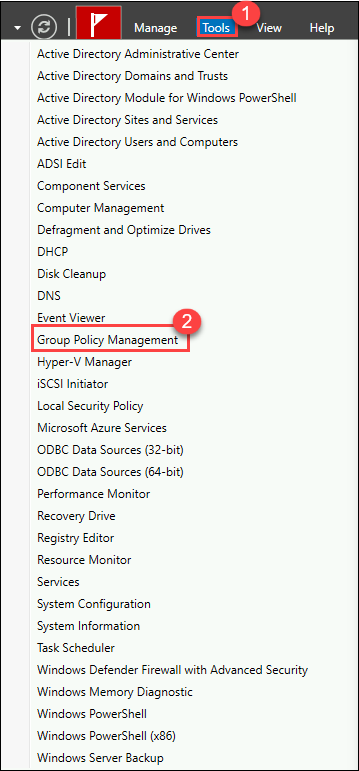 1
Manage Tools View Help
Active Directory Administrative Center
Active Directory Domains and Trusts
Active Directory Module for Windows PowerShell
Active Directory Sites and Services
Active Directory Users and Computers
ADSI Edit
Component Services
Computer Management
Defragment and Optimize Drives
DHCP
Disk Cleanup
DNS
Event Viewer
2
Group Policy Management
Hyper-V Manager
iSCSI Initiator
Local Security Policy
Microsoft Azure Services
ODBC Data Sources (32-bit)
ODBC Data Sources (64-bit)
Performance Monitor
Recovery Drive
Registry Editor
Resource Monitor
Services
System Configuration
System Information
Task Scheduler
Windows Defender Firewall with Advanced Security
Windows Memory Diagnostic
Windows PowerShell
Windows PowerShell (x86)
Windows Server Backup